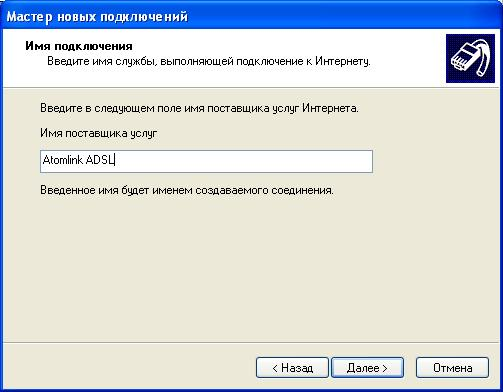 Мастер новых подключений
Имя подключения
Введите имя службы, выполняющей подключение к Интернету.
Введите в следующем поле имя поставщика услуг Интернета.
Имя поставщика услуг
Atomlink ADSL
Введенное имя будет именем создаваемого соединения.
< Назад Далее > Отмена